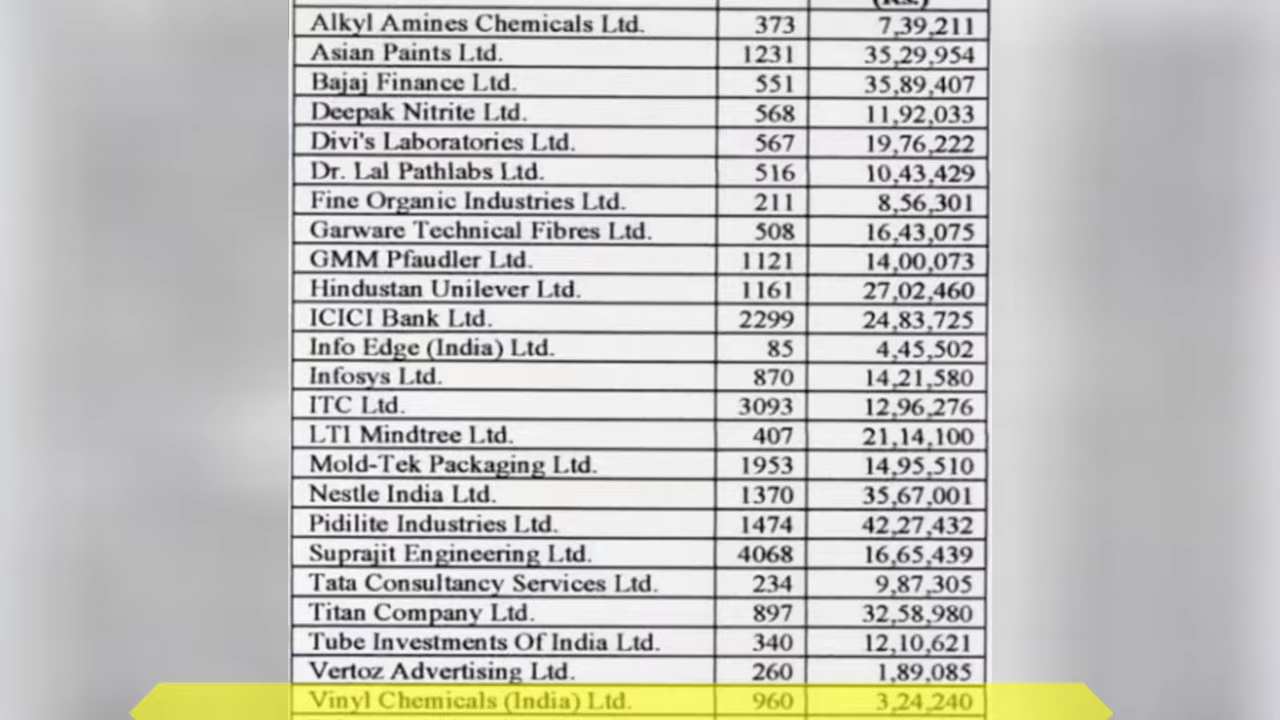 (Rs.)
Alkyl Amines Chemicals Ltd. 373 7,39,211
Asian Paints Ltd. 1231 35,29,954
Bajaj Finance Ltd. 551 35,89,407
Deepak Nitrite Ltd. 568 11,92,033
Divi's Laboratories Ltd. 567 19,76,222
Dr. Lal Pathlabs Ltd. 516 10,43,429
Fine Organic Industries Ltd. 211 8,56,301
Garware Technical Fibres Ltd. 508 16,43,075
GMM Pfaudler Ltd. 1121 14,00,073
Hindustan Unilever Ltd. 1161 27,02,460
ICICI Bank Ltd. 2299 24,83,725
Info Edge (India) Ltd. 85 4,45,502
Infosys Ltd. 870 14,21,580
ITC Ltd. 3093 12,96,276
LTI Mindtree Ltd. 407 21,14,100
Mold-Tek Packaging Ltd. 1953 14,95,510
Nestle India Ltd. 1370 35,67,001
Pidilite Industries Ltd. 1474 42,27,432
Suprajit Engineering Ltd. 4068 16,65,439
Tata Consultancy Services Ltd. 234 9,87,305
Titan Company Ltd. 897 32,58,980
Tube Investments Of India Ltd. 340 12,10,621
Vertoz Advertising Ltd. 260 1,89,085
Vinyl Chemicals (India) Ltd. 960 3,24,240